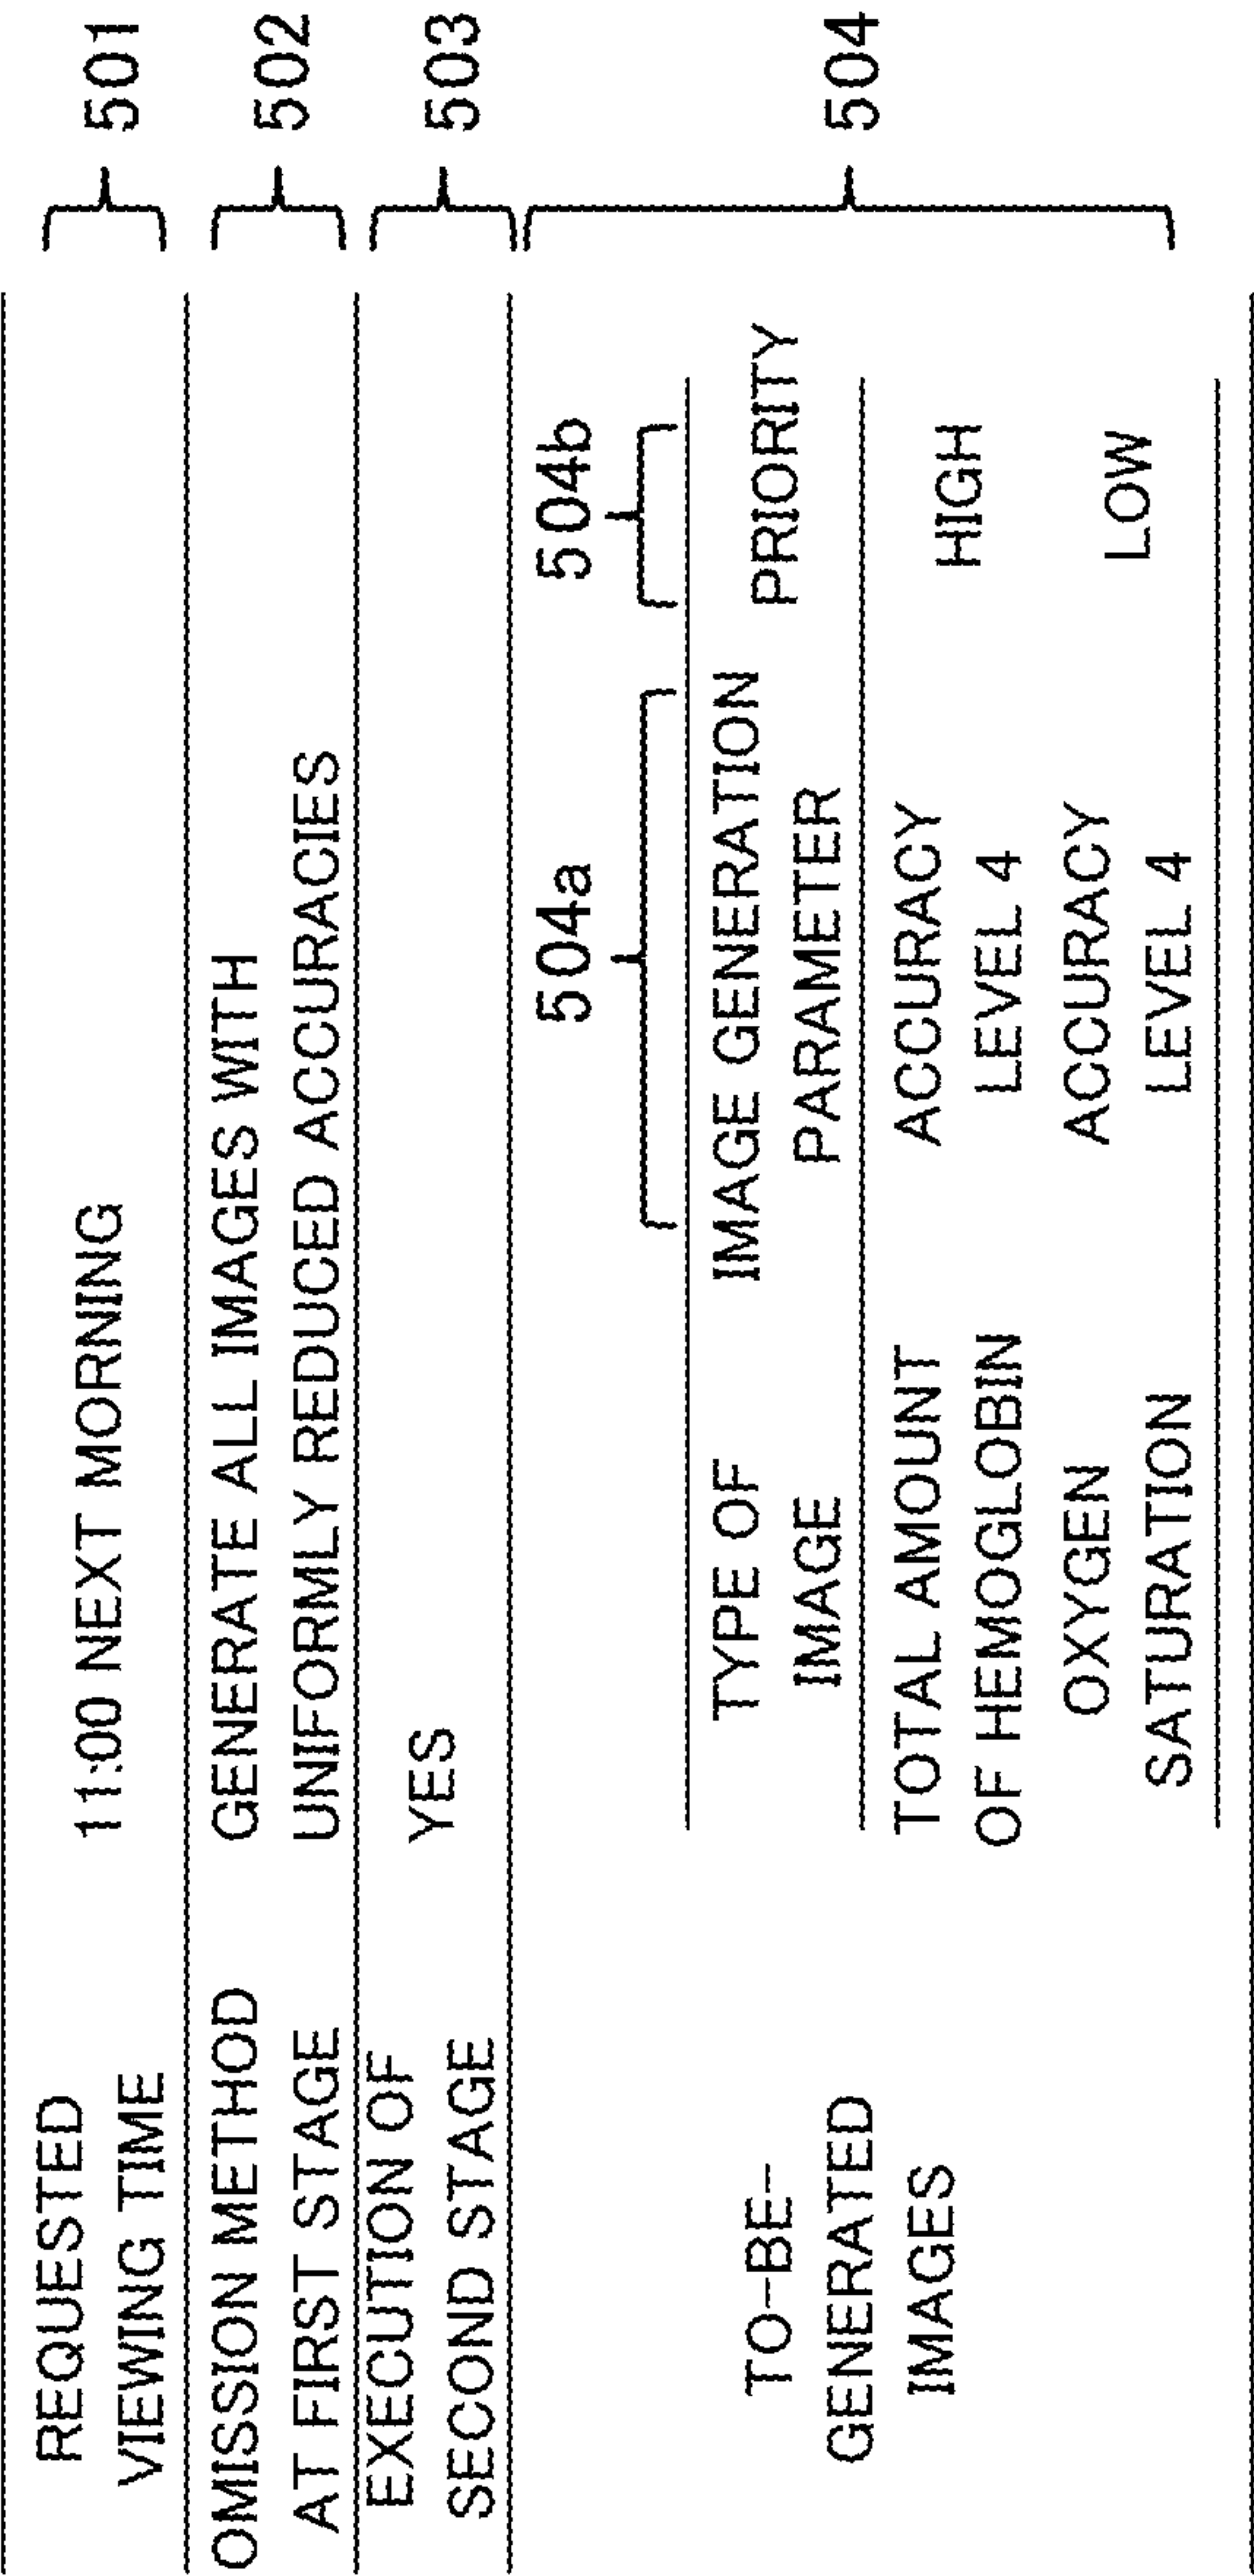 REQUESTED
VIEWING TIME
11:00 NEXT MORNING
501
OMISSION METHOD
AT FIRST STAGE
GENERATE ALL IMAGES WITH
UNIFORMLY REDUCED ACCURACIES
502
EXECUTION OF
SECOND STAGE
YES
503
TO-BE-
GENERATED
IMAGES
504a
504b
TYPE OF
IMAGE
IMAGE GENERATION
PARAMETER
PRIORITY
TOTAL AMOUNT
OF HEMOGLOBIN
ACCURACY
LEVEL 4
HIGH
OXYGEN
SATURATION
ACCURACY
LEVEL 4
LOW
504